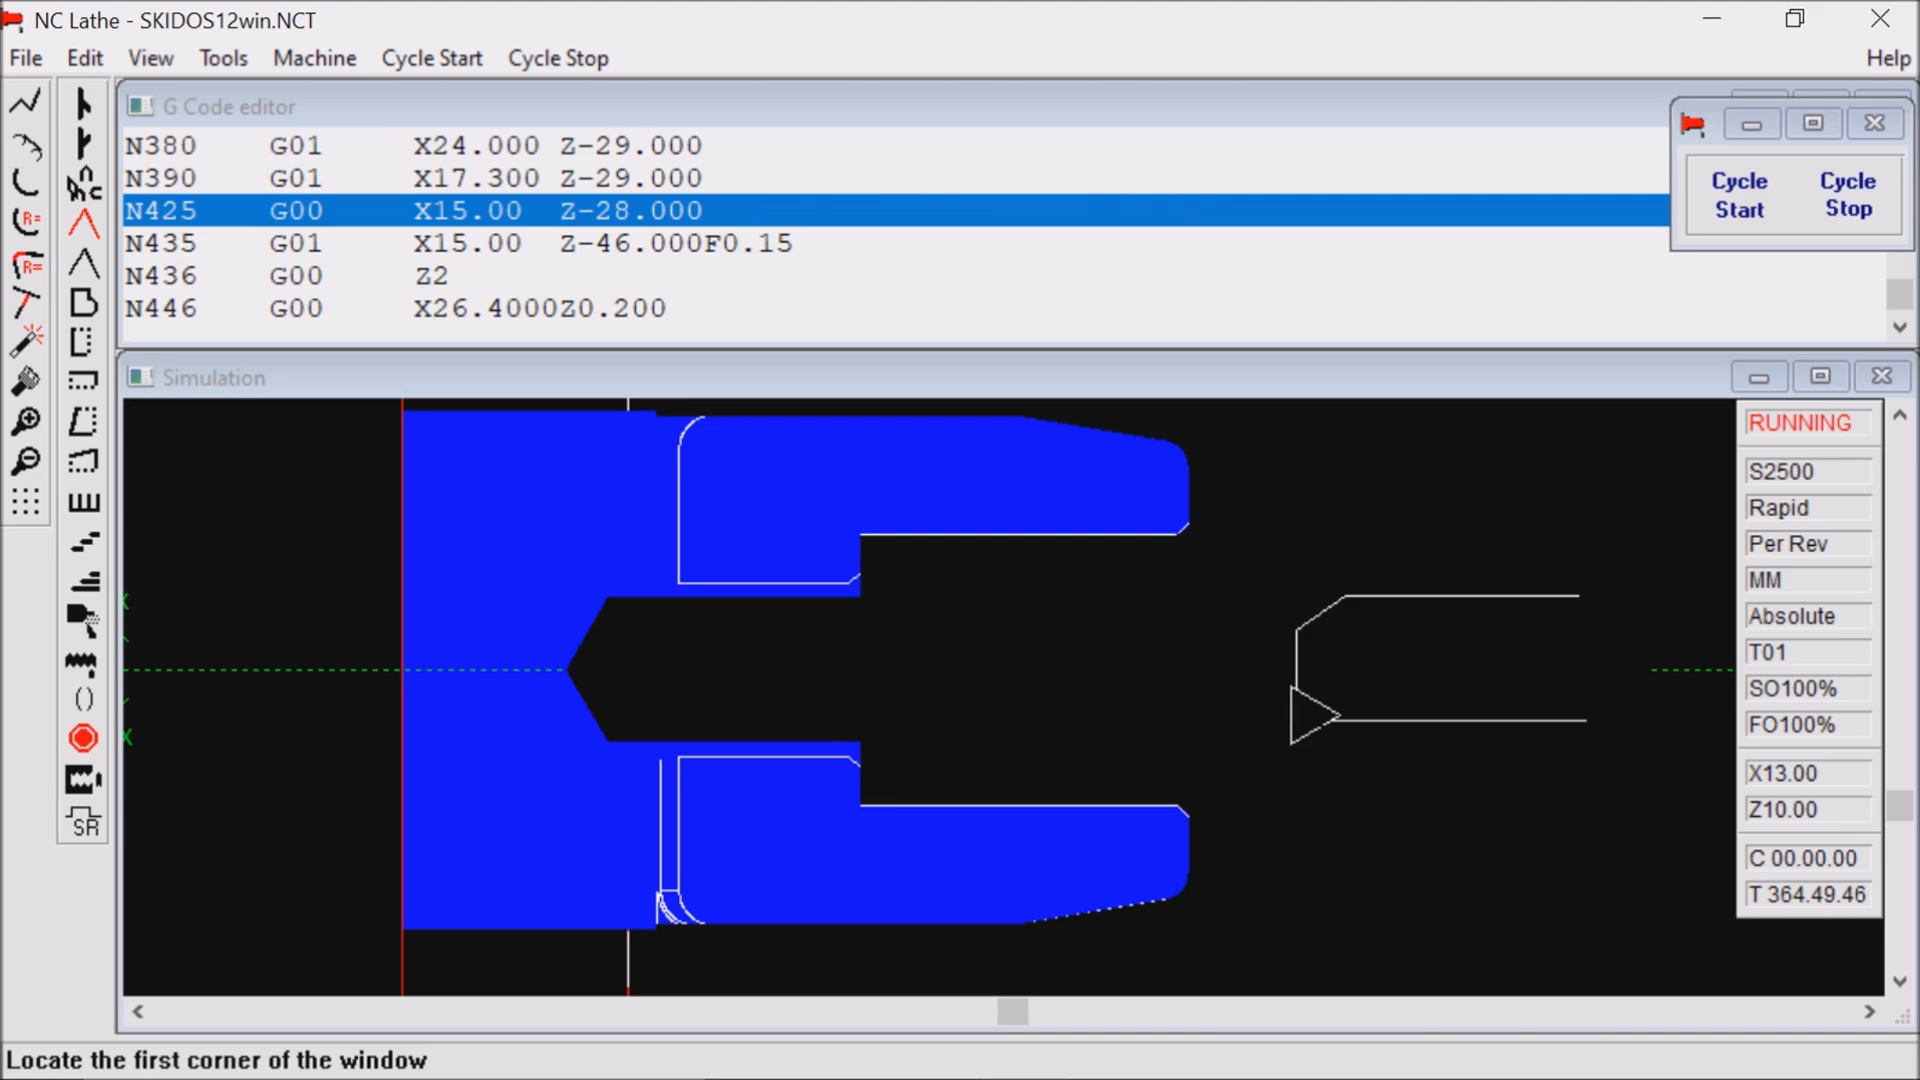 NC Lathe - SKIDOS12win.NCT
File Edit View Tools Machine Cycle Start Cycle Stop Help
G Code editor
N380 G01 X24.000 Z-29.000
N390 G01 X17.300 Z-29.000
N425 G00 X15.00 Z-28.000
N435 G01 X15.00 Z-46.000F0.15
N436 G00 Z2
N446 G00 X26.4000Z0.200
Cycle Start
Cycle Stop
R=
R=
SR
Simulation
X
X
RUNNING
S2500
Rapid
Per Rev
MM
Absolute
T01
SO100%
FO100%
X13.00
Z10.00
C 00.00.00
T 364.49.46
Locate the first corner of the window